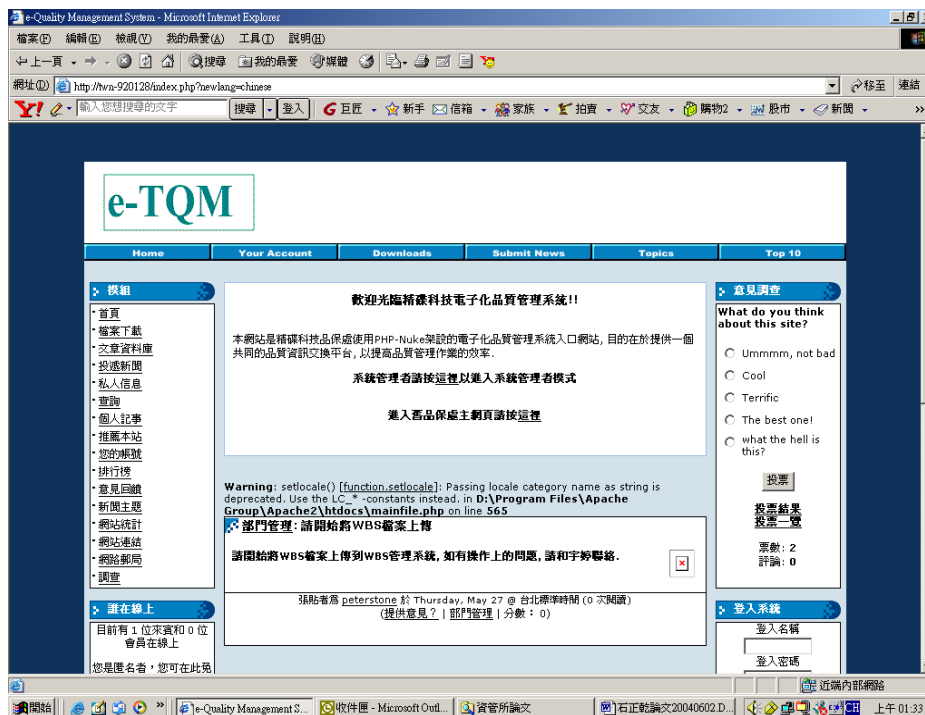 e-Quality Management System - Microsoft Internet Explorer
檔案(F) 編輯(E) 檢視(V) 我的最愛(A) 工具(T) 說明(H)
上一頁 搜尋 我的最愛 媒體
網址(D) http://twn-920128/index.php?newlang=chinese 移至 連結
Y! 輸入您想搜尋的文字 搜尋 登入 G 巨匠 新手 信箱 家族 拍賣 交友 購物2 股市 新聞 »
e-TQM
Home Your Account Downloads Submit News Topics Top 10
模組
首頁
檔案下載
文章資料庫
投遞新聞
私人信息
查詢
個人記事
推薦本站
您的帳號
排行榜
意見回饋
新聞主題
網站統計
網站連結
網路郵局
調查
誰在線上
目前有 1 位來賓和 0 位
會員在線上
您是匿名者，您可在此免
歡迎光臨精碟科技電子化品質管理系統!!
本網站是精碟科技品保處使用PHP-Nuke架設的電子化品質管理系統入口網站, 目的在於提供一個
共同的品質資訊交換平台, 以提高品質管理作業的效率.
系統管理者請按這裡以進入系統管理者模式
進入舊品保處主網頁請按這裡
Warning: setlocale() [function.setlocale]: Passing locale category name as string is
deprecated. Use the LC_* -constants instead. in D:\Program Files\Apache
Group\Apache2\htdocs\mainfile.php on line 565
部門管理: 請開始將WBS檔案上傳
請開始將WBS檔案上傳到WBS管理系統, 如有操作上的問題, 請和宇婷聯絡.
張貼者為 peterstone 於 Thursday, May 27 @ 台北標準時間 (0 次閱讀)
(提供意見？ | 部門管理 | 分數： 0)
意見調查
What do you think
about this site?
Ummmm, not bad
Cool
Terrific
The best one!
what the hell is
this?
投票
投票結果
投票一覽
票數: 2
評論: 0
登入系統
登入名稱
登入密碼
近端內部網路
開始 » e-Quality Management S... 收件匣 - Microsoft Outl... 資管所論文 石正乾論文20040602.D... CH 上午 01:33